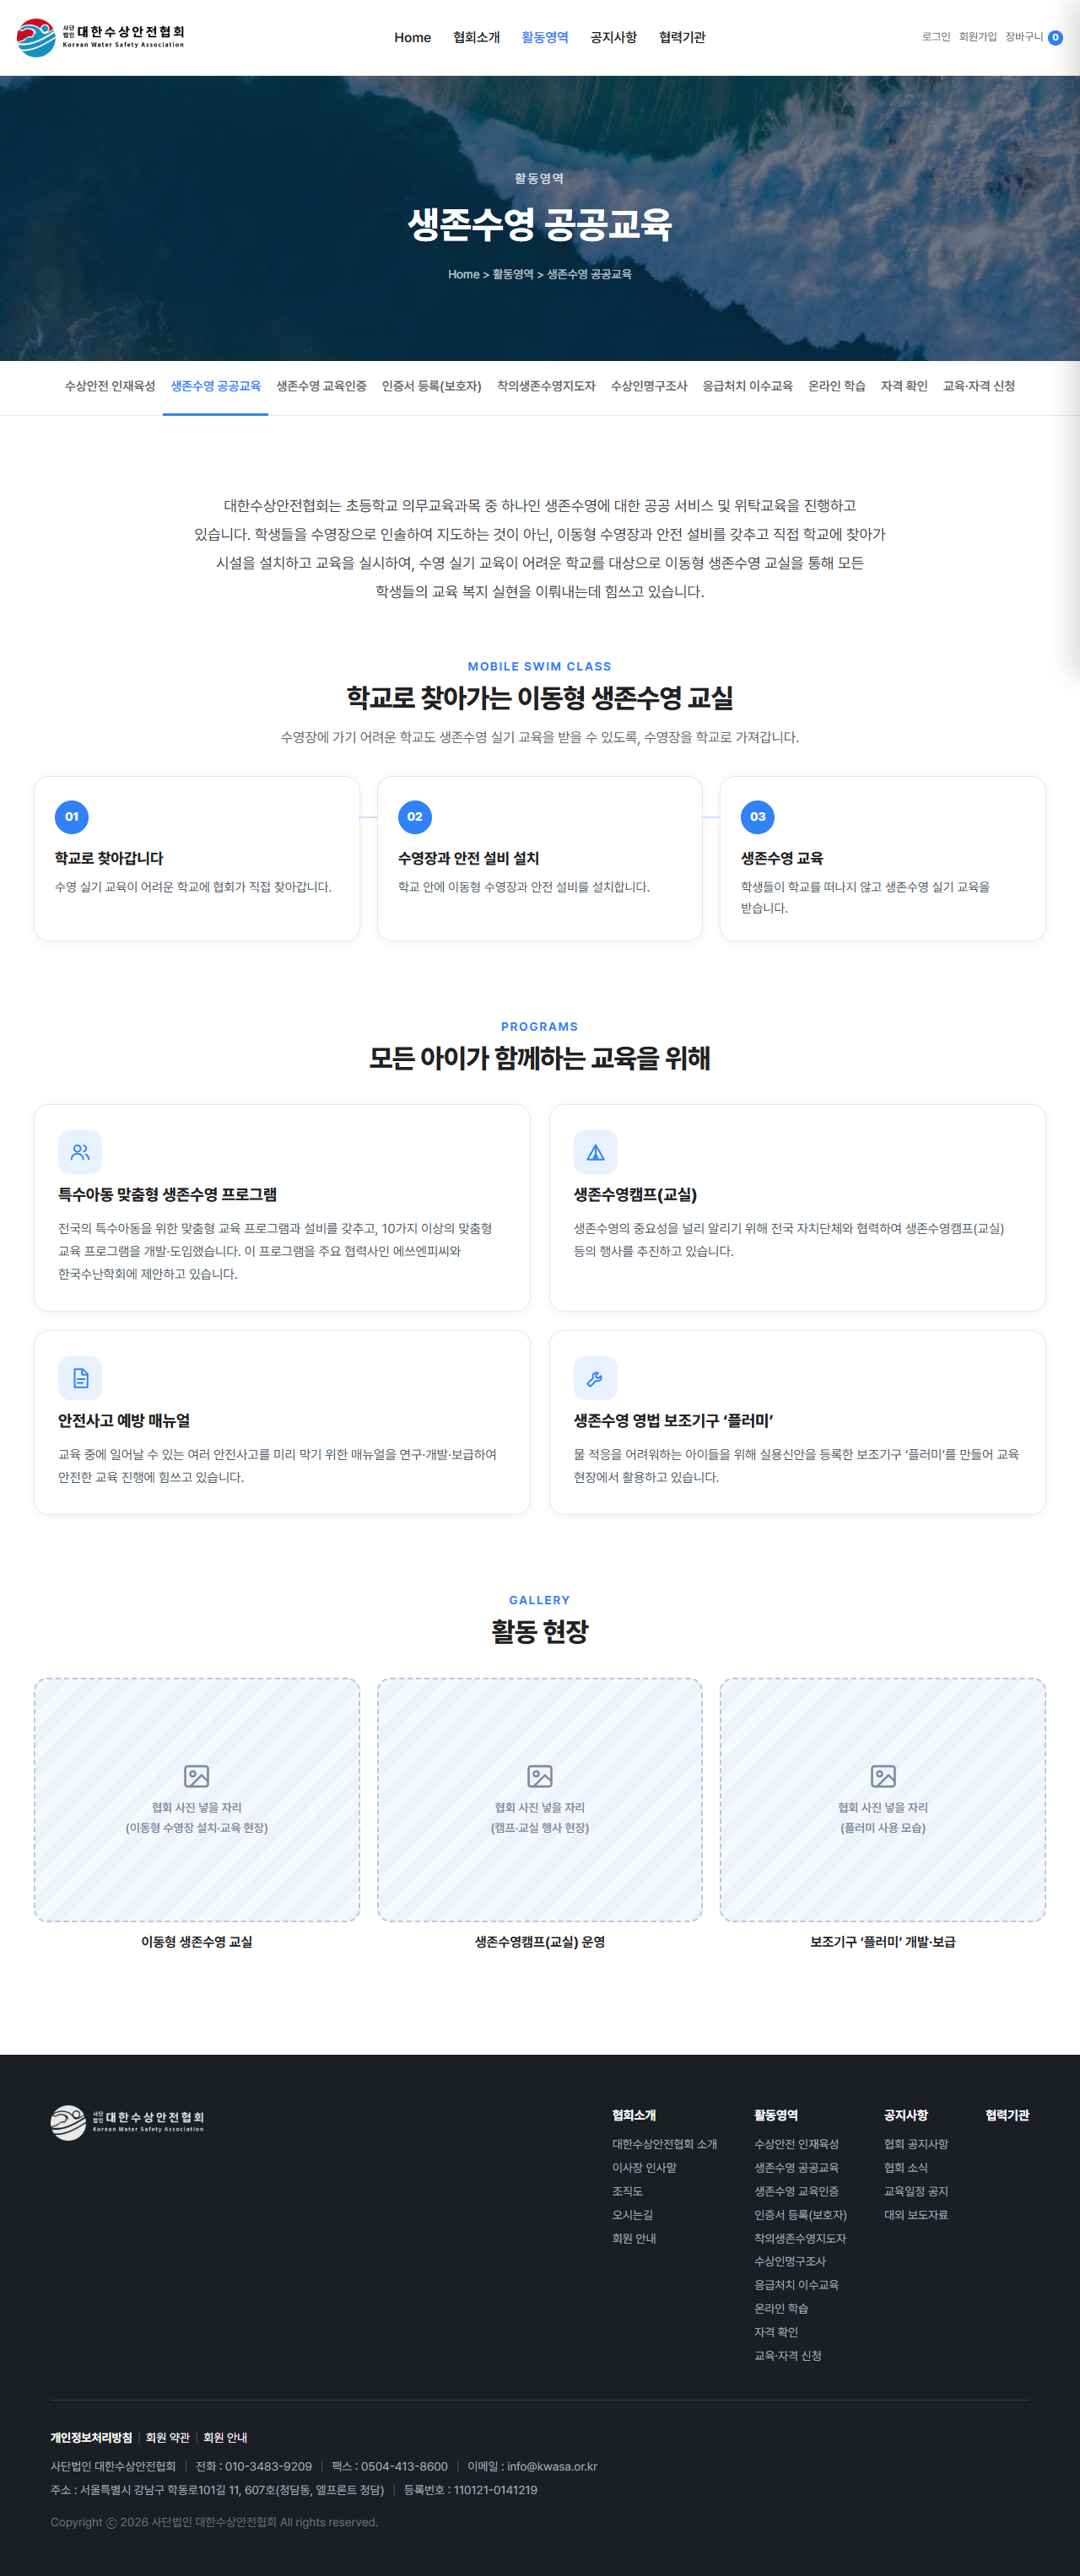 사단법인 대한수상안전협회
Korean Water Safety Association
Home 협회소개 활동영역 공지사항 협력기관
로그인 회원가입 장바구니 0
활동영역
생존수영 공공교육
Home > 활동영역 > 생존수영 공공교육
수상안전 인재육성 생존수영 공공교육 생존수영 교육인증 인증서 등록(보호자) 착의생존수영지도자 수상인명구조사 응급처치 이수교육 온라인 학습 자격 확인 교육·자격 신청
대한수상안전협회는 초등학교 의무교육과목 중 하나인 생존수영에 대한 공공 서비스 및 위탁교육을 진행하고
있습니다. 학생들을 수영장으로 인솔하여 지도하는 것이 아닌, 이동형 수영장과 안전 설비를 갖추고 직접 학교에 찾아가
시설을 설치하고 교육을 실시하여, 수영 실기 교육이 어려운 학교를 대상으로 이동형 생존수영 교실을 통해 모든
학생들의 교육 복지 실현을 이뤄내는데 힘쓰고 있습니다.
MOBILE SWIM CLASS
학교로 찾아가는 이동형 생존수영 교실
수영장에 가기 어려운 학교도 생존수영 실기 교육을 받을 수 있도록, 수영장을 학교로 가져갑니다.
01
학교로 찾아갑니다
수영 실기 교육이 어려운 학교에 협회가 직접 찾아갑니다.
02
수영장과 안전 설비 설치
학교 안에 이동형 수영장과 안전 설비를 설치합니다.
03
생존수영 교육
학생들이 학교를 떠나지 않고 생존수영 실기 교육을
받습니다.
PROGRAMS
모든 아이가 함께하는 교육을 위해
특수아동 맞춤형 생존수영 프로그램
전국의 특수아동을 위한 맞춤형 교육 프로그램과 설비를 갖추고, 10가지 이상의 맞춤형
교육 프로그램을 개발·도입했습니다. 이 프로그램을 주요 협력사인 에쓰엔피씨와
한국수난학회에 제안하고 있습니다.
생존수영캠프(교실)
생존수영의 중요성을 널리 알리기 위해 전국 자치단체와 협력하여 생존수영캠프(교실)
등의 행사를 추진하고 있습니다.
안전사고 예방 매뉴얼
교육 중에 일어날 수 있는 여러 안전사고를 미리 막기 위한 매뉴얼을 연구·개발·보급하여
안전한 교육 진행에 힘쓰고 있습니다.
생존수영 영법 보조기구 ‘플러미’
물 적응을 어려워하는 아이들을 위해 실용신안을 등록한 보조기구 ‘플러미’를 만들어 교육
현장에서 활용하고 있습니다.
GALLERY
활동 현장
협회 사진 넣을 자리
(이동형 수영장 설치·교육 현장)
이동형 생존수영 교실
협회 사진 넣을 자리
(캠프·교실 행사 현장)
생존수영캠프(교실) 운영
협회 사진 넣을 자리
(플러미 사용 모습)
보조기구 ‘플러미’ 개발·보급
사단법인 대한수상안전협회
Korean Water Safety Association
협회소개
대한수상안전협회 소개
이사장 인사말
조직도
오시는길
회원 안내
활동영역
수상안전 인재육성
생존수영 공공교육
생존수영 교육인증
인증서 등록(보호자)
착의생존수영지도자
수상인명구조사
응급처치 이수교육
온라인 학습
자격 확인
교육·자격 신청
공지사항
협회 공지사항
협회 소식
교육일정 공지
대외 보도자료
협력기관
개인정보처리방침 | 회원 약관 | 회원 안내
사단법인 대한수상안전협회 | 전화 : 010-3483-9209 | 팩스 : 0504-413-8600 | 이메일 : info@kwasa.or.kr
주소 : 서울특별시 강남구 학동로101길 11, 607호(청담동, 엘프론트 청담) | 등록번호 : 110121-0141219
Copyright ⓒ 2026 사단법인 대한수상안전협회 All rights reserved.